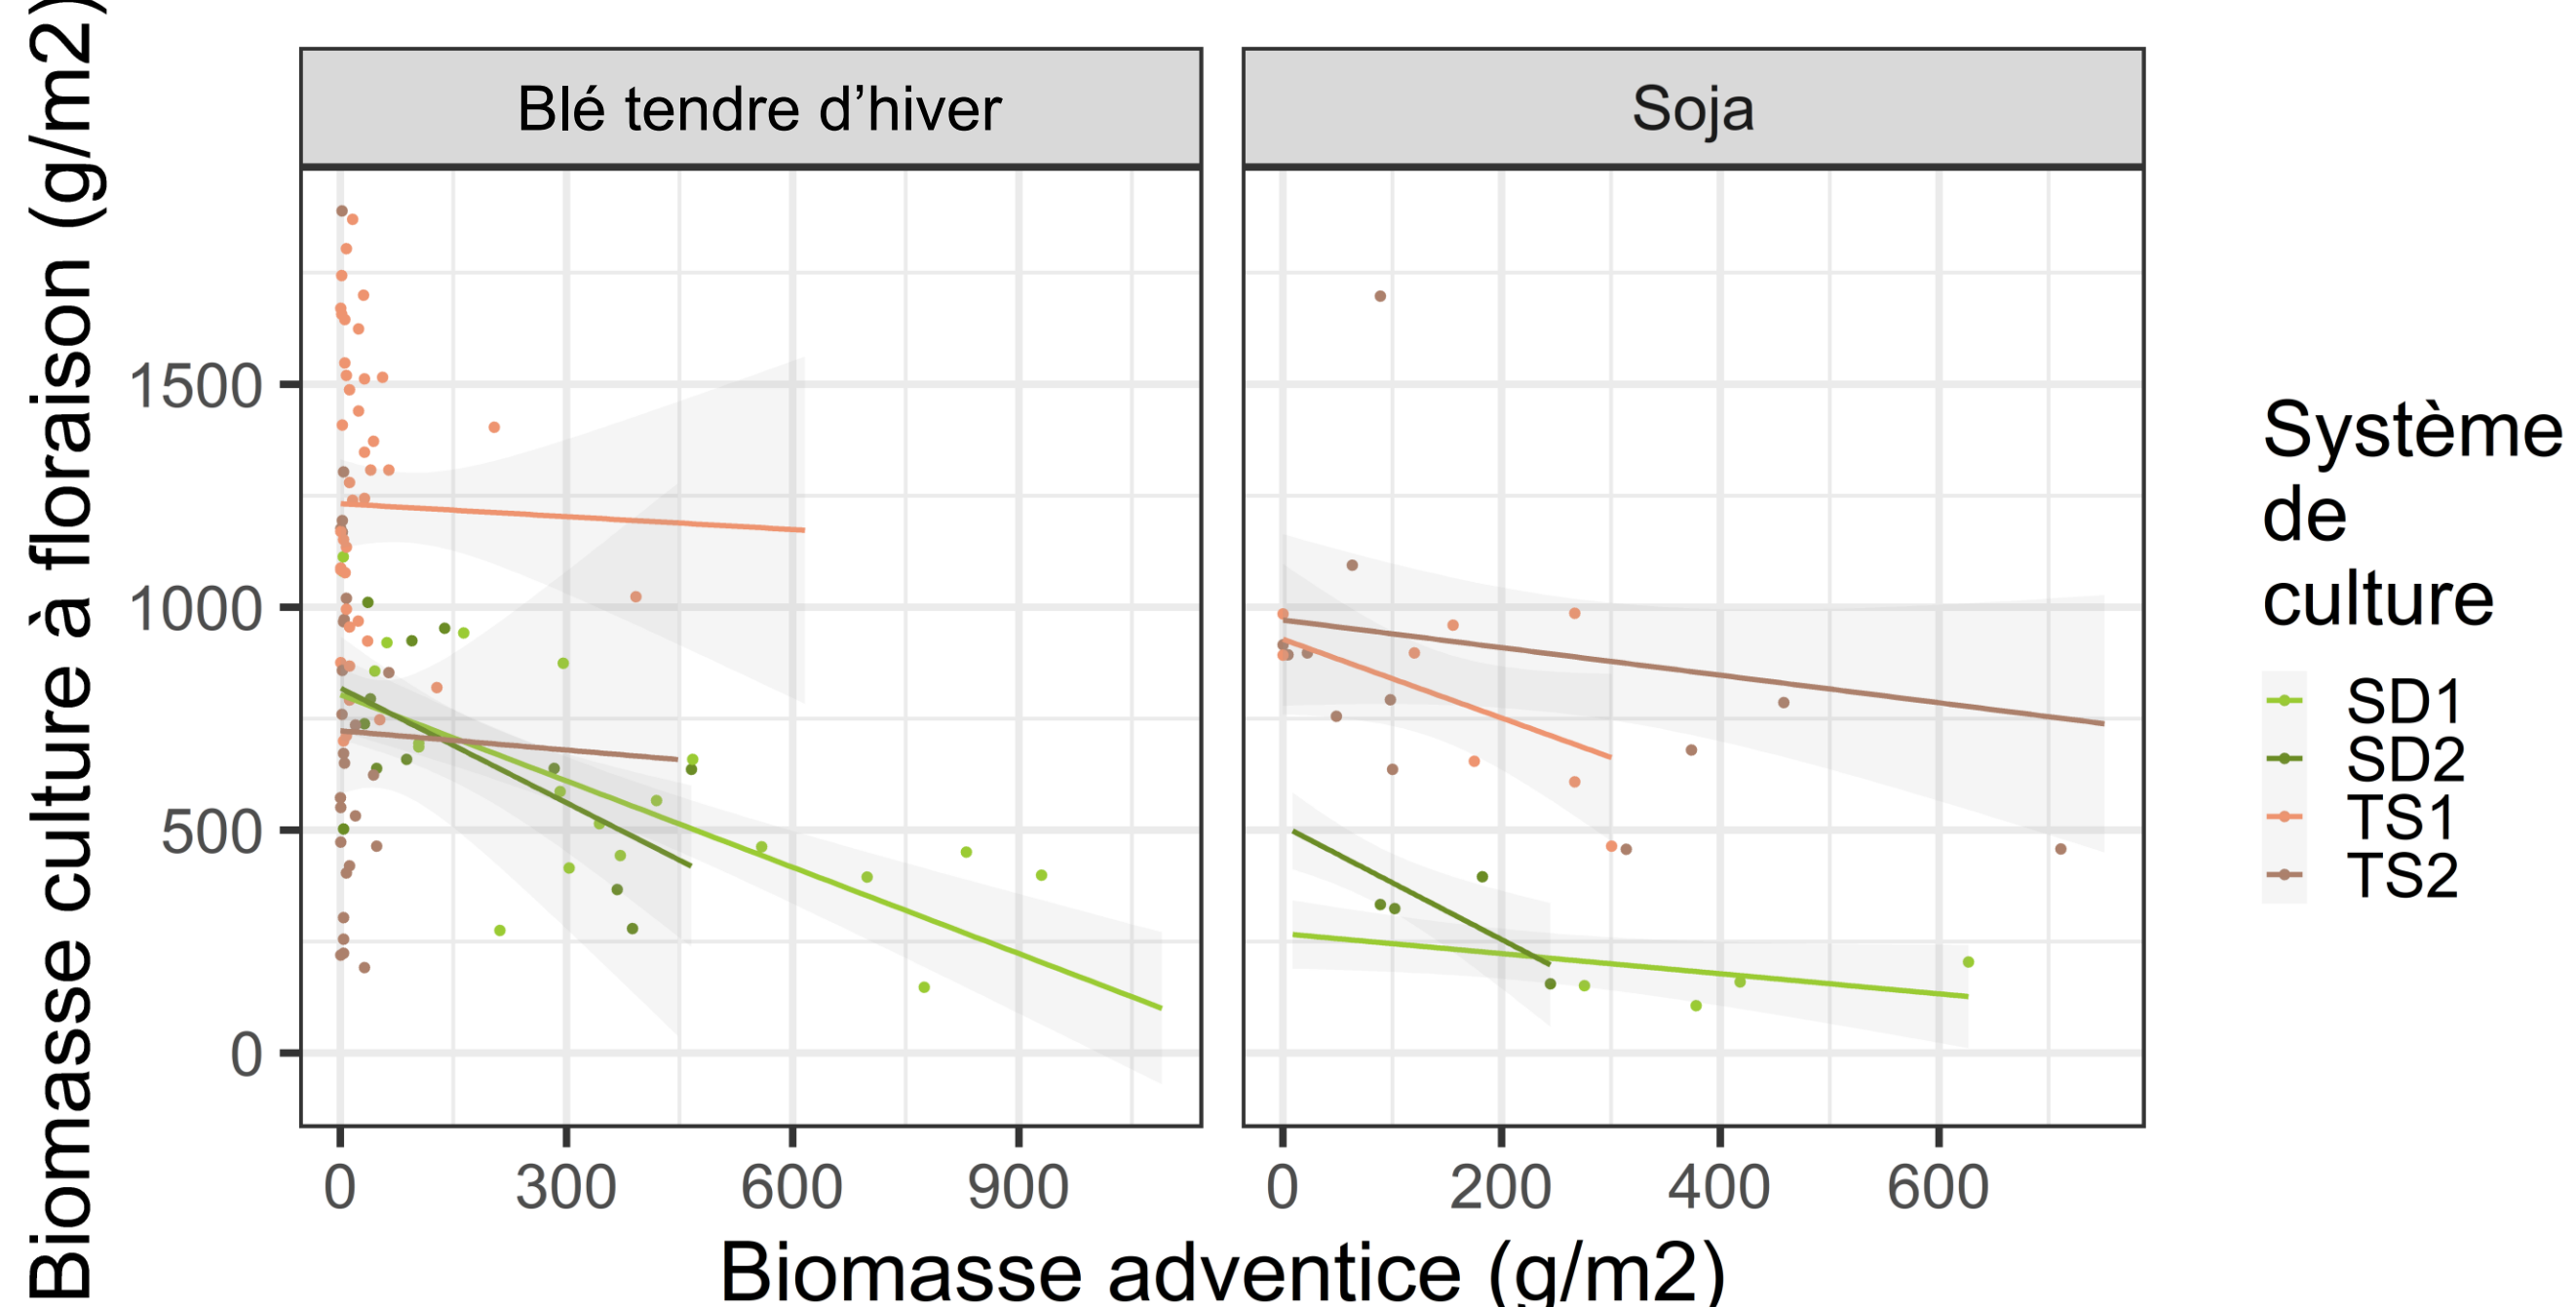 Biomasse culture à floraison (g/m2)
Blé tendre d’hiver
Soja
1500
1000
500
0
0 300 600 900
0 200 400 600
Biomasse adventice (g/m2)
Système
de
culture
SD1
SD2
TS1
TS2